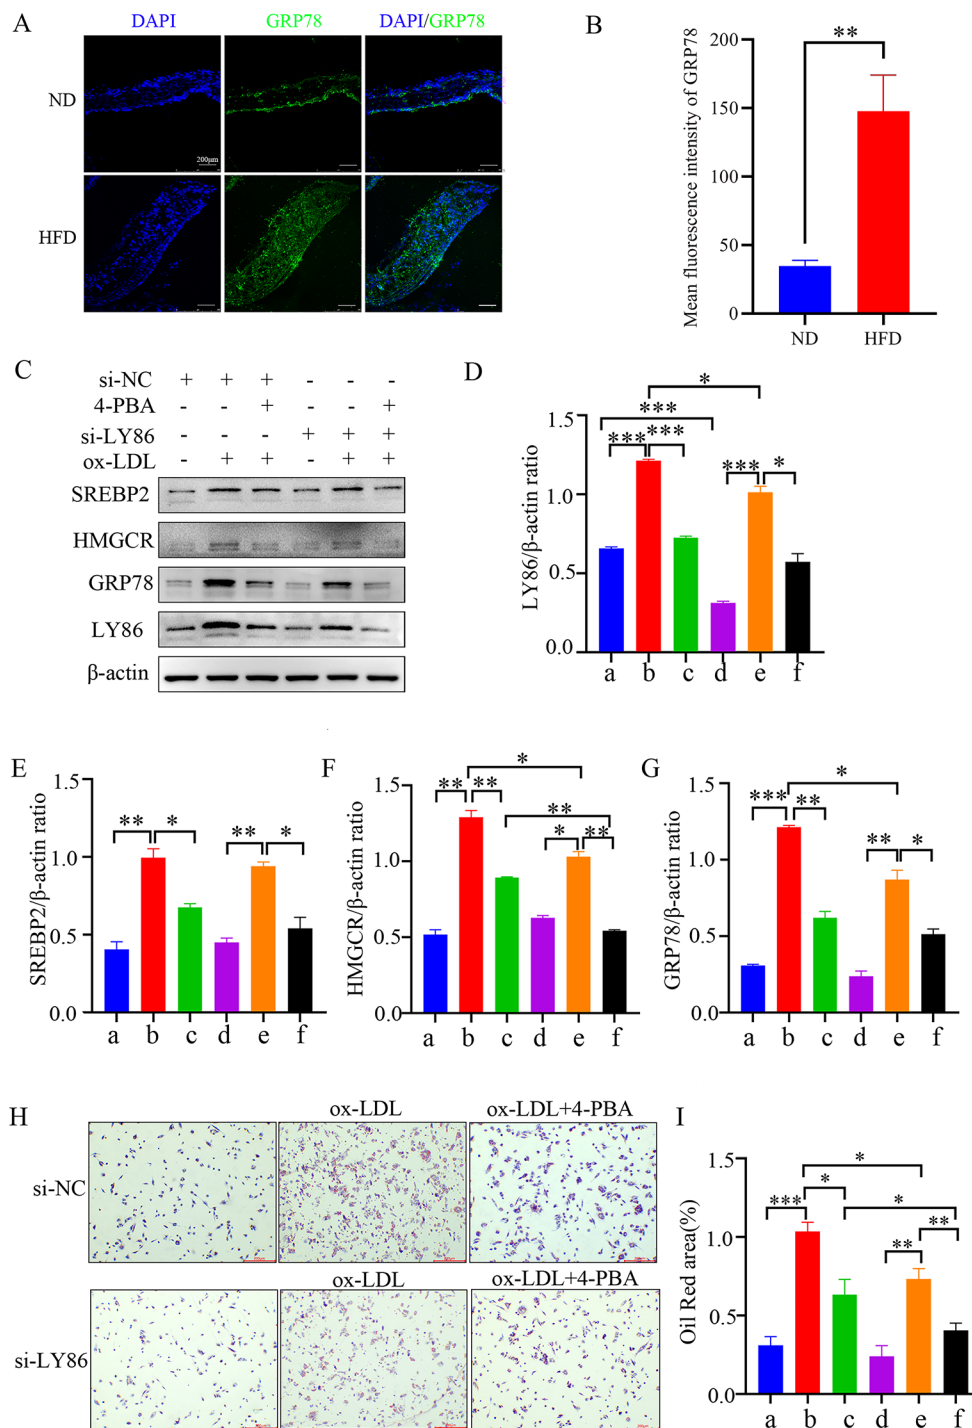 A
DAPI
GRP78
DAPI/GRP78
ND
200μm
HFD
B
Mean fluorescence intensity of GRP78
200
150
100
50
0
**
ND
HFD
C
si-NC + + + - - -
4-PBA - - + - - +
si-LY86 - - - + + +
ox-LDL - + + - + +
SREBP2
HMGCR
GRP78
LY86
β-actin
D
LY86/β-actin ratio
1.5
1.0
0.5
0.0
*
***
*** ***
*** *
a b c d e f
E
SREBP2/β-actin ratio
1.5
1.0
0.5
0.0
** * ** *
a b c d e f
F
HMGCR/β-actin ratio
1.5
1.0
0.5
0.0
*
** **
**
* **
a b c d e f
G
GRP78/β-actin ratio
1.5
1.0
0.5
0.0
*
*** **
** *
a b c d e f
H
ox-LDL
ox-LDL+4-PBA
si-NC
ox-LDL
ox-LDL+4-PBA
si-LY86
I
Oil Red area(%)
1.5
1.0
0.5
0.0
*
*
*** *
**
**
a b c d e f